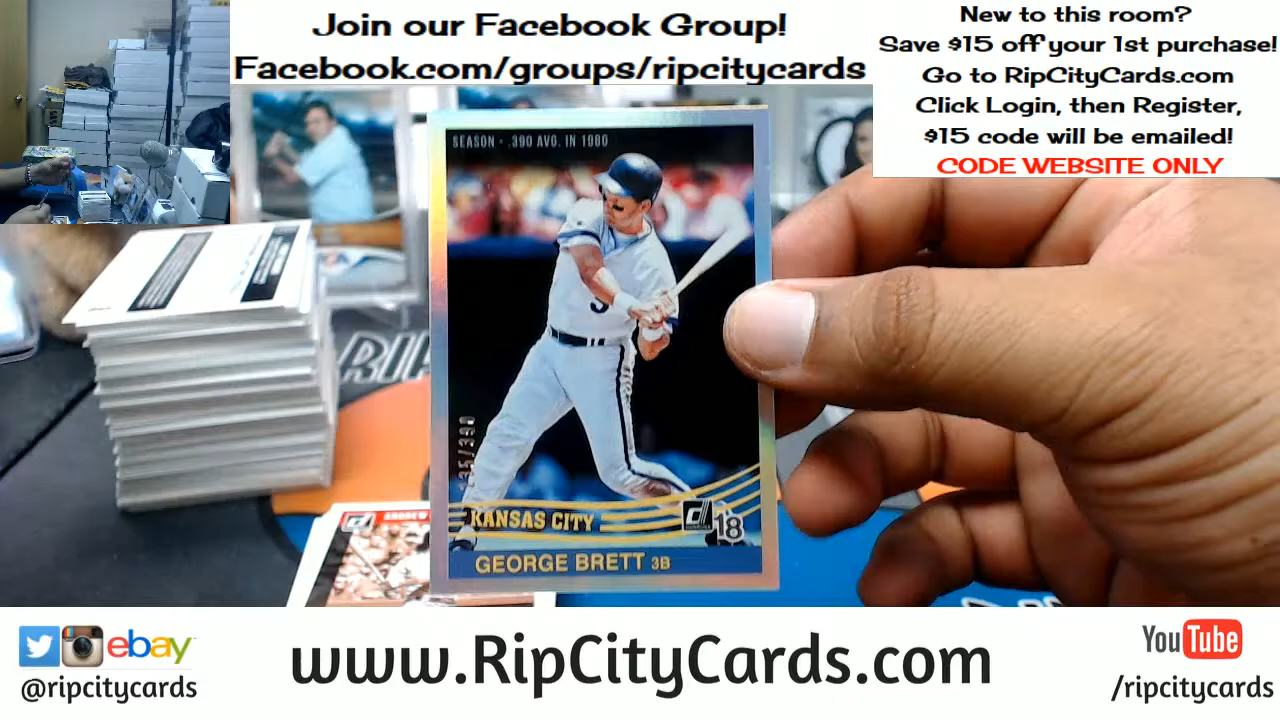 Join our Facebook Group!
Facebook.com/groups/ripcitycards
New to this room?
Save $15 off your 1st purchase!
Go to RipCityCards.com
Click Login, then Register,
$15 code will be emailed!
CODE WEBSITE ONLY
SEASON • .390 AVG. IN 1980
KANSAS CITY
18
GEORGE BRETT 3B
ebay
@ripcitycards
www.RipCityCards.com
YouTube
/ripcitycards